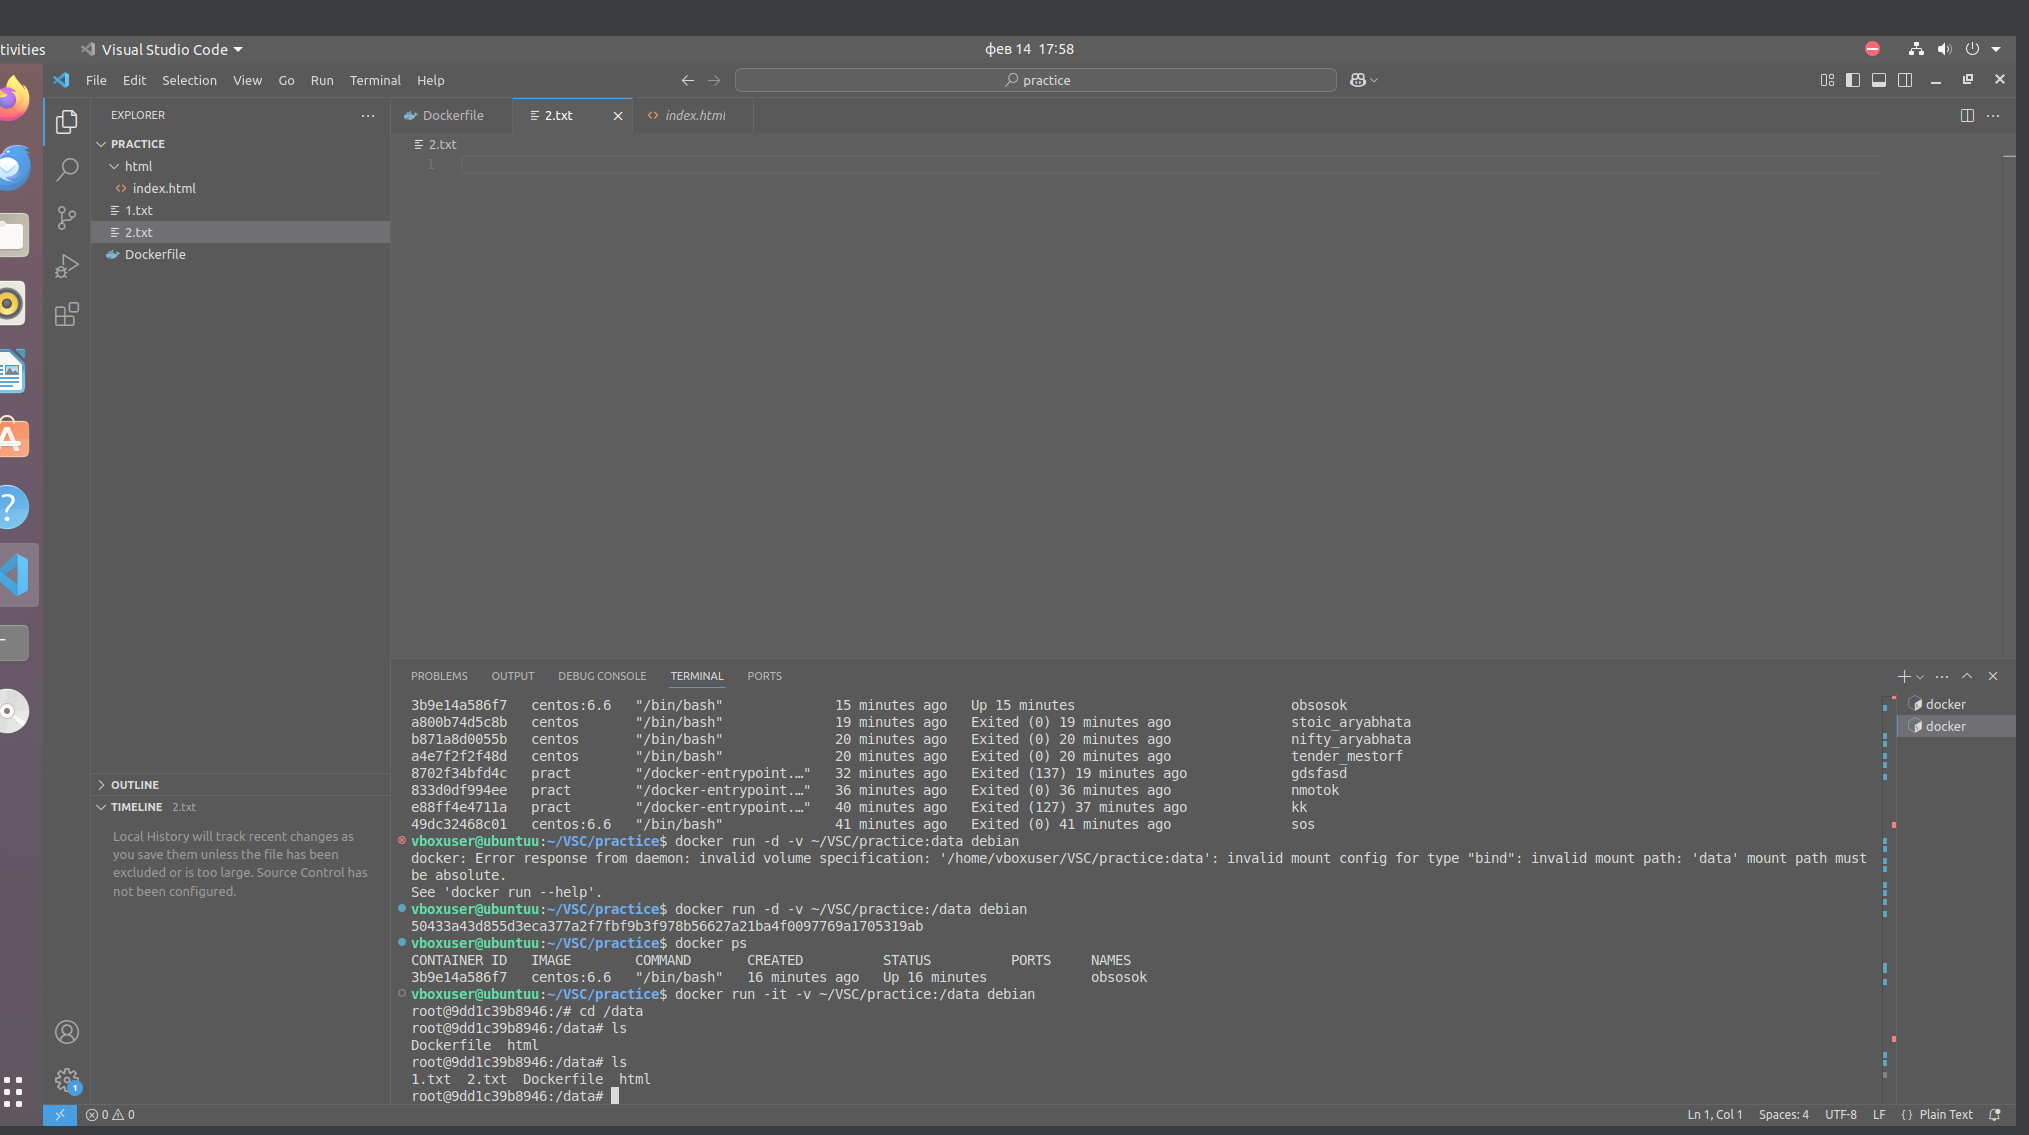 tivities
Visual Studio Code
фев 14 17:58
File Edit Selection View Go Run Terminal Help
practice
EXPLORER
PRACTICE
html
index.html
1.txt
2.txt
Dockerfile
OUTLINE
TIMELINE 2.txt
Local History will track recent changes as
you save them unless the file has been
excluded or is too large. Source Control has
not been configured.
Dockerfile
2.txt
index.html
2.txt
1
PROBLEMS OUTPUT DEBUG CONSOLE TERMINAL PORTS
3b9e14a586f7 centos:6.6 "/bin/bash" 15 minutes ago Up 15 minutes obsosok
a800b74d5c8b centos "/bin/bash" 19 minutes ago Exited (0) 19 minutes ago stoic_aryabhata
b871a8d0055b centos "/bin/bash" 20 minutes ago Exited (0) 20 minutes ago nifty_aryabhata
a4e7f2f2f48d centos "/bin/bash" 20 minutes ago Exited (0) 20 minutes ago tender_mestorf
8702f34bfd4c pract "/docker-entrypoint.…" 32 minutes ago Exited (137) 19 minutes ago gdsfasd
833d0df994ee pract "/docker-entrypoint.…" 36 minutes ago Exited (0) 36 minutes ago nmotok
e88ff4e4711a pract "/docker-entrypoint.…" 40 minutes ago Exited (127) 37 minutes ago kk
49dc32468c01 centos:6.6 "/bin/bash" 41 minutes ago Exited (0) 41 minutes ago sos
vboxuser@ubuntuu:~/VSC/practice$ docker run -d -v ~/VSC/practice:data debian
docker: Error response from daemon: invalid volume specification: '/home/vboxuser/VSC/practice:data': invalid mount config for type "bind": invalid mount path: 'data' mount path must
be absolute.
See 'docker run --help'.
vboxuser@ubuntuu:~/VSC/practice$ docker run -d -v ~/VSC/practice:/data debian
50433a43d855d3eca377a2f7fbf9b3f978b56627a21ba4f0097769a1705319ab
vboxuser@ubuntuu:~/VSC/practice$ docker ps
CONTAINER ID IMAGE COMMAND CREATED STATUS PORTS NAMES
3b9e14a586f7 centos:6.6 "/bin/bash" 16 minutes ago Up 16 minutes obsosok
vboxuser@ubuntuu:~/VSC/practice$ docker run -it -v ~/VSC/practice:/data debian
root@9dd1c39b8946:/# cd /data
root@9dd1c39b8946:/data# ls
Dockerfile html
root@9dd1c39b8946:/data# ls
1.txt 2.txt Dockerfile html
root@9dd1c39b8946:/data#
docker
docker
1
0 0
Ln 1, Col 1 Spaces: 4 UTF-8 LF {} Plain Text